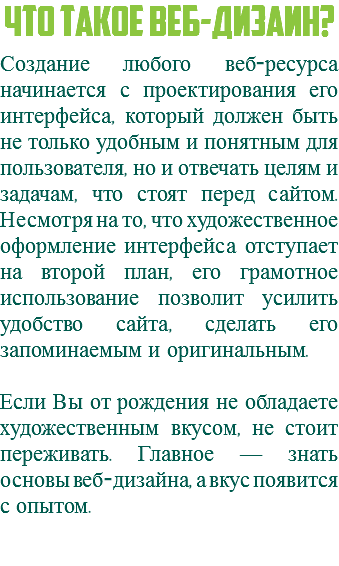 ЧТО ТАКОЕ ВЕБ-ДИЗАЙН?
Создание любого веб-ресурса
начинается с проектирования его
интерфейса, который должен быть
не только удобным и понятным для
пользователя, но и отвечать целям и
задачам, что стоят перед сайтом.
Несмотря на то, что художественное
оформление интерфейса отступает
на второй план, его грамотное
использование позволит усилить
удобство сайта, сделать его
запоминаемым и оригинальным.
Если Вы от рождения не обладаете
художественным вкусом, не стоит
переживать. Главное — знать
основы веб-дизайна, а вкус появится
с опытом.